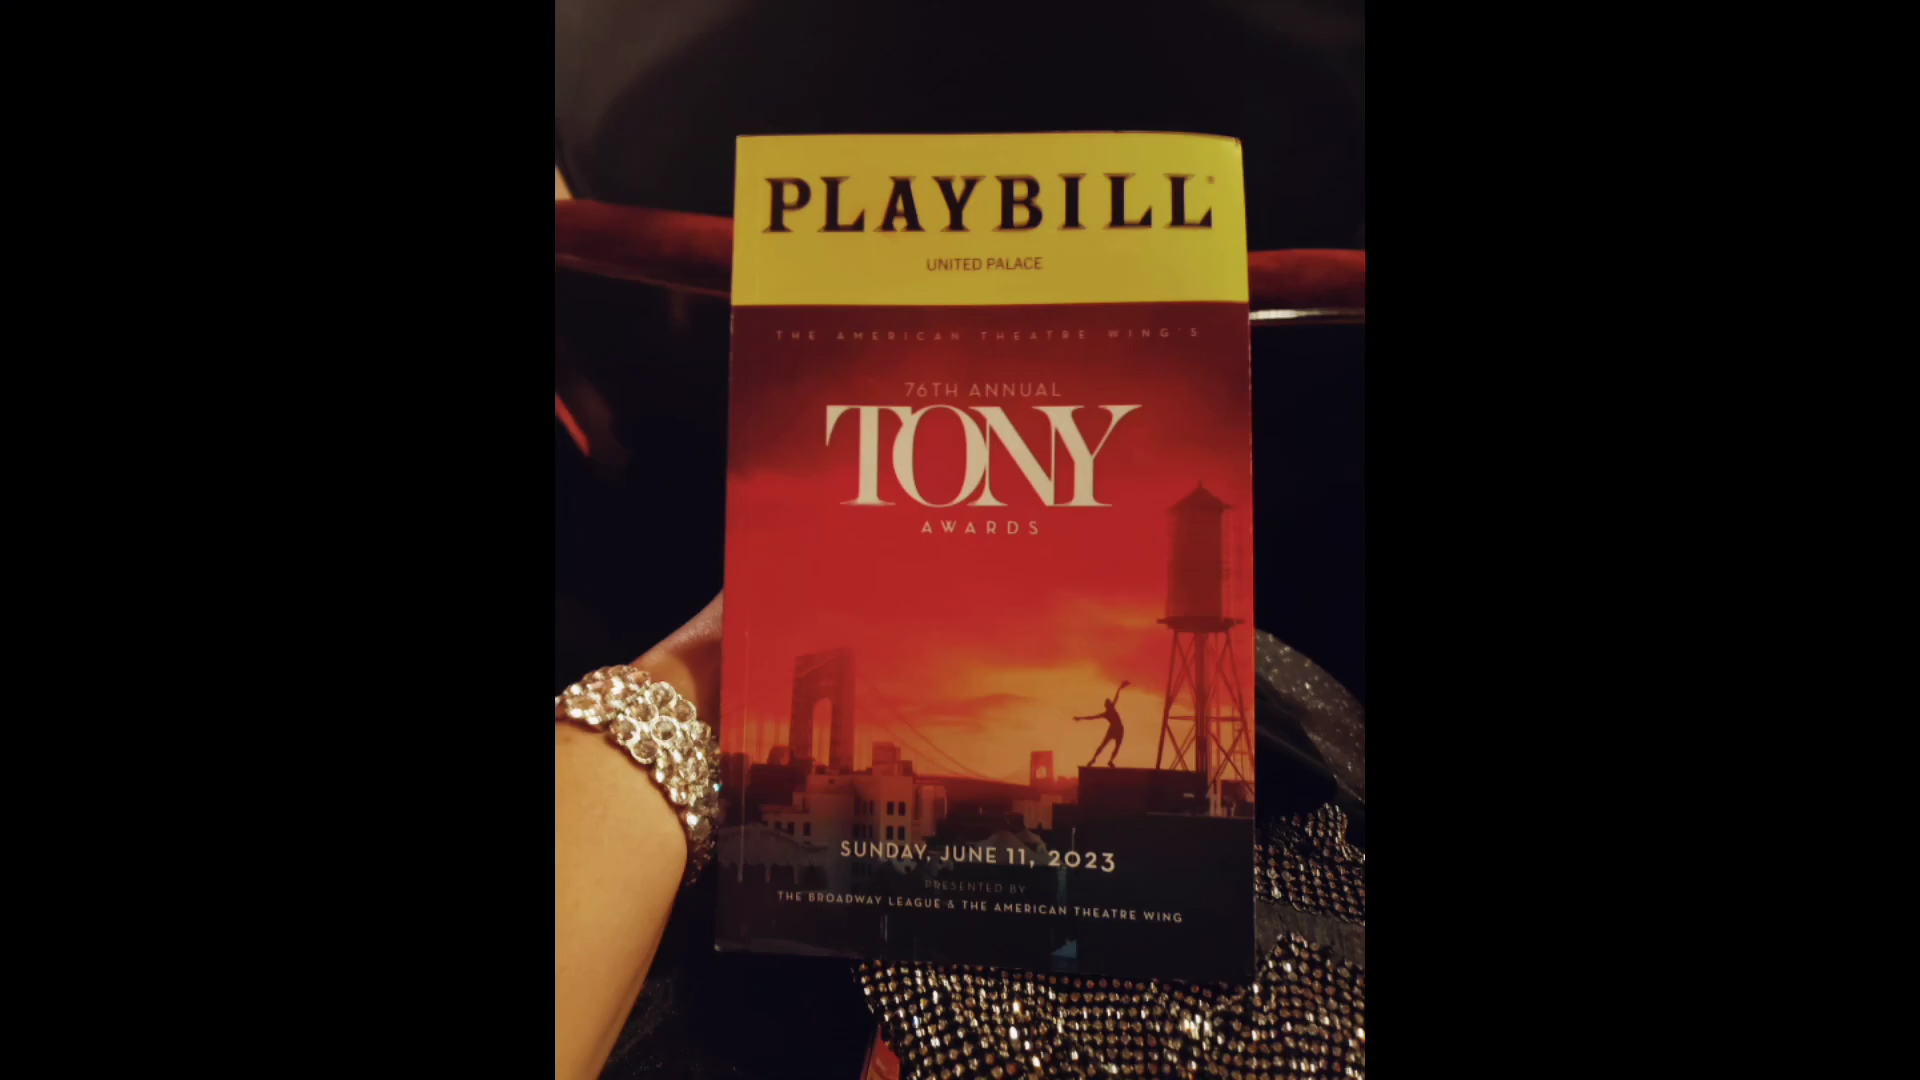 PLAYBILL®
UNITED PALACE
THE AMERICAN THEATRE WING'S
76TH ANNUAL
TONY
AWARDS
SUNDAY, JUNE 11, 2023
PRESENTED BY
THE BROADWAY LEAGUE & THE AMERICAN THEATRE WING